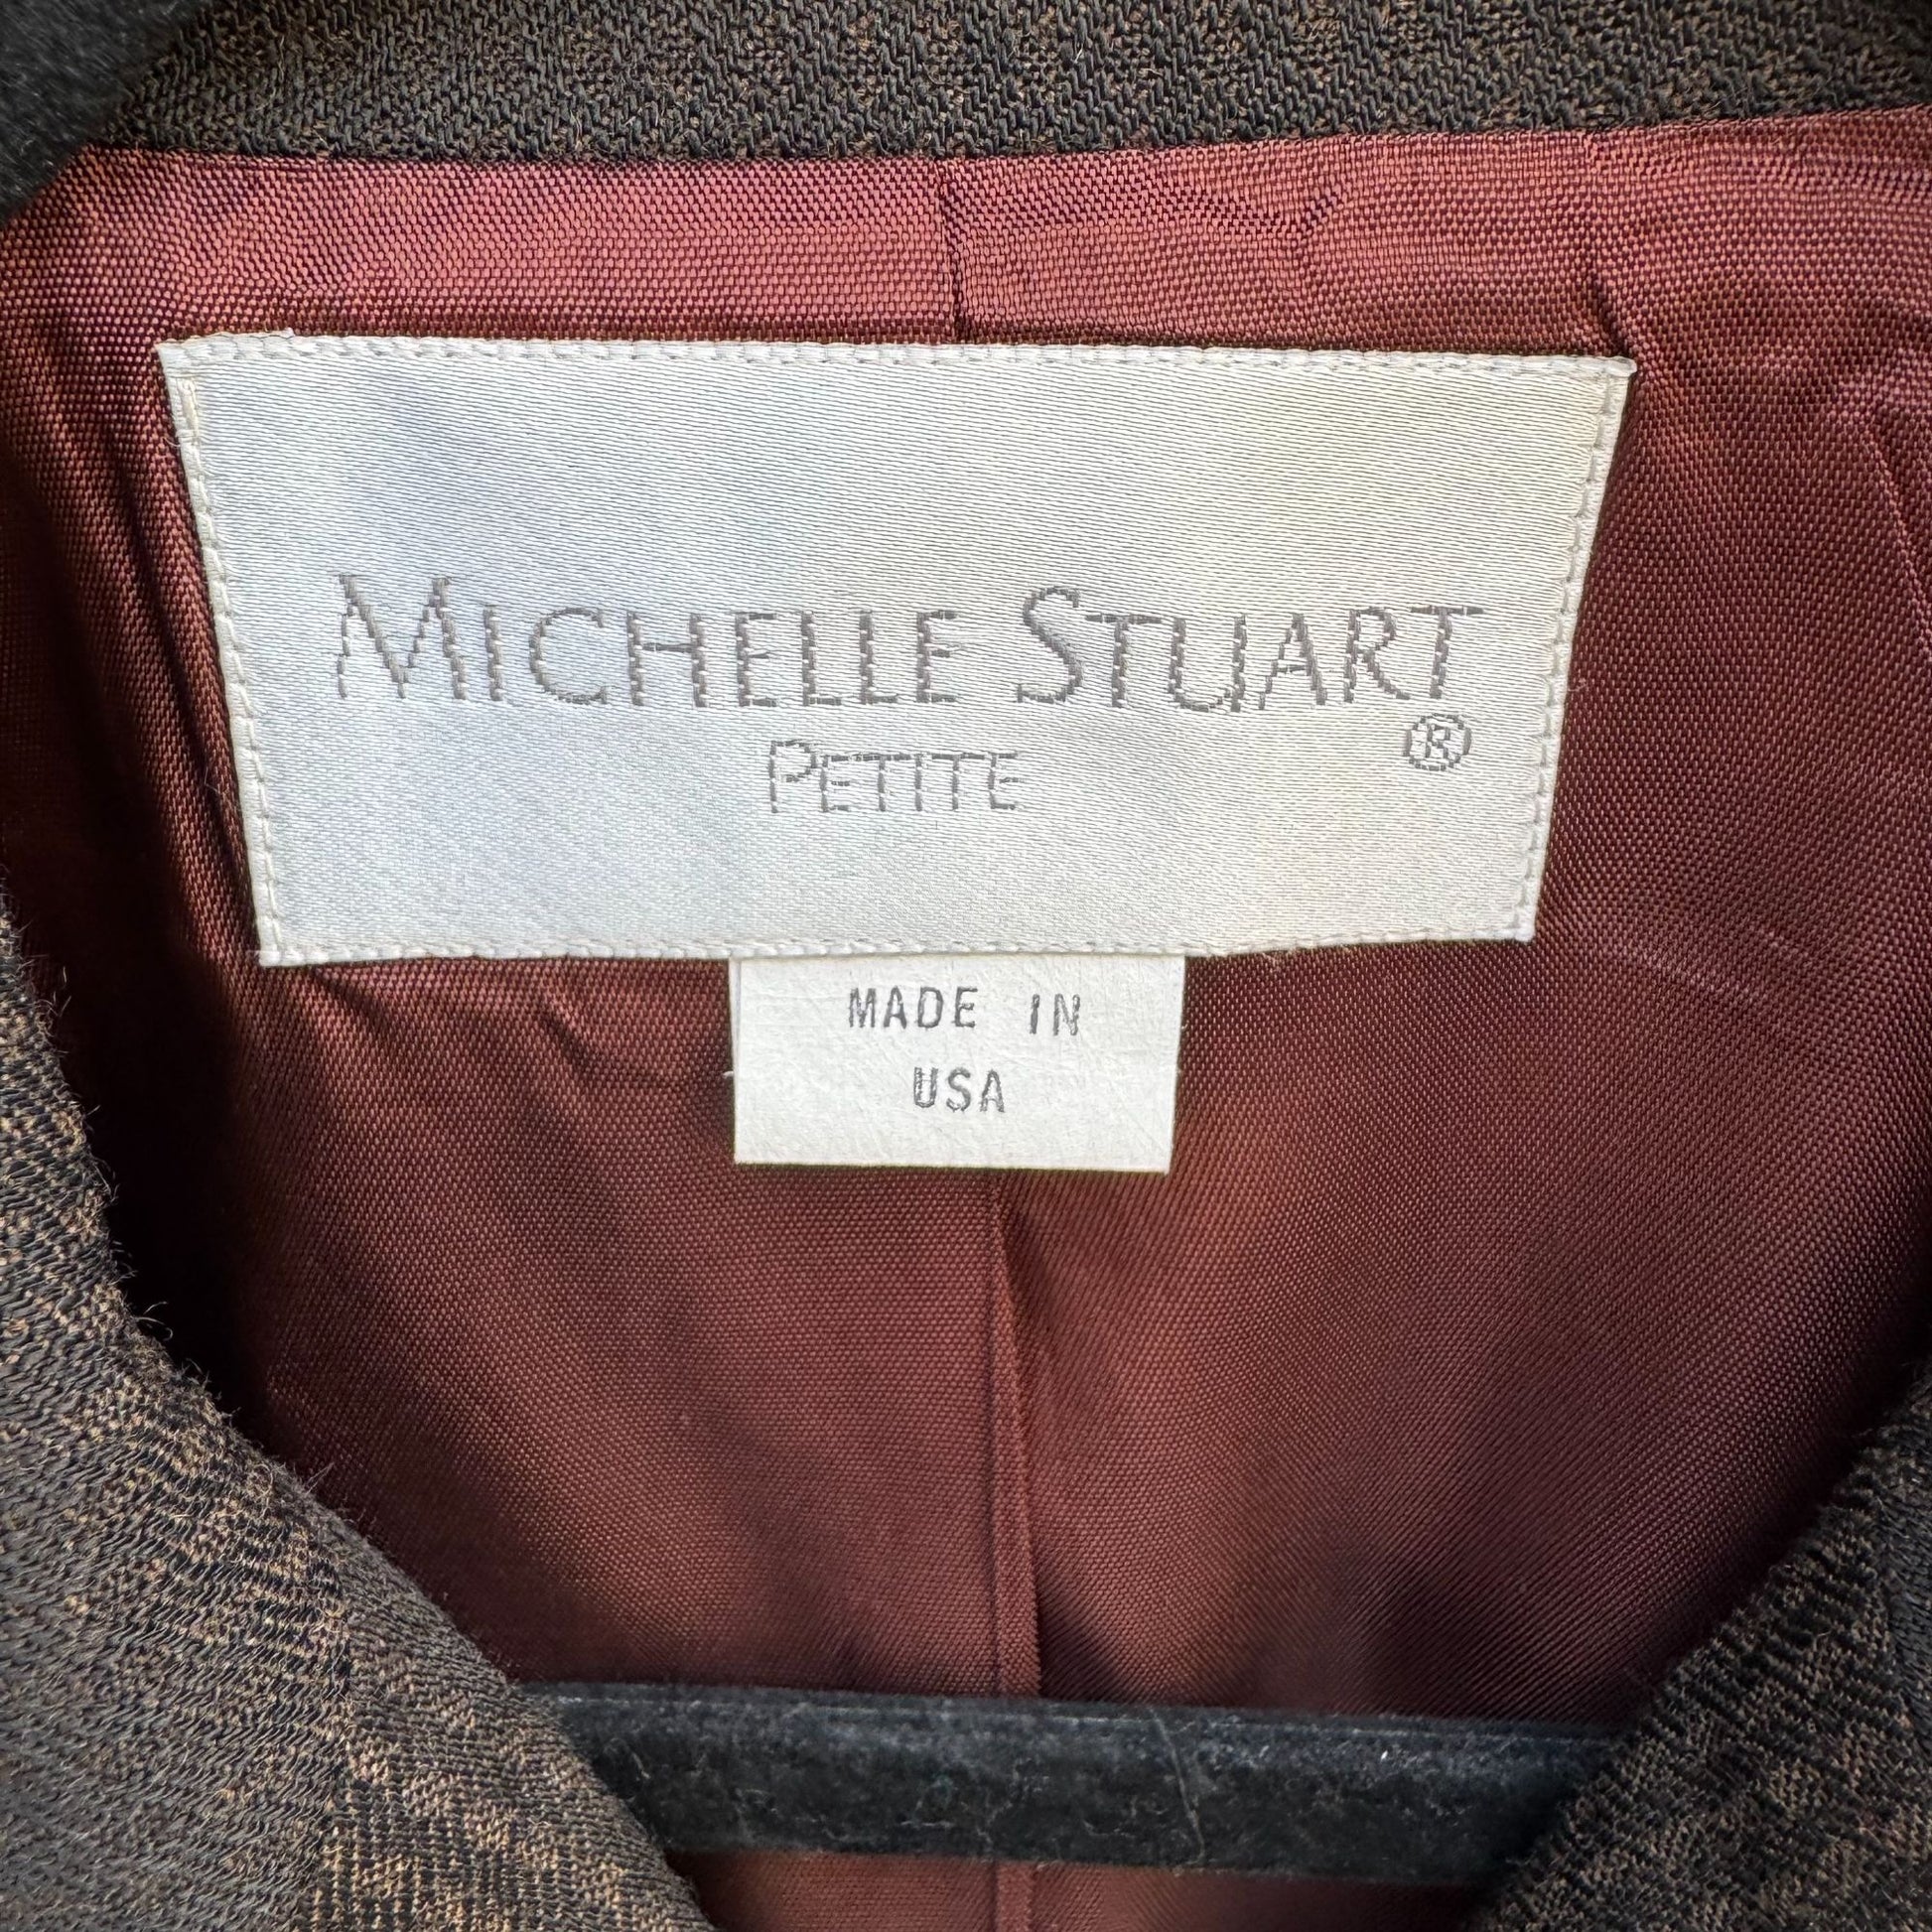 MICHELLE STUART
®
PETITE
MADE IN
USA